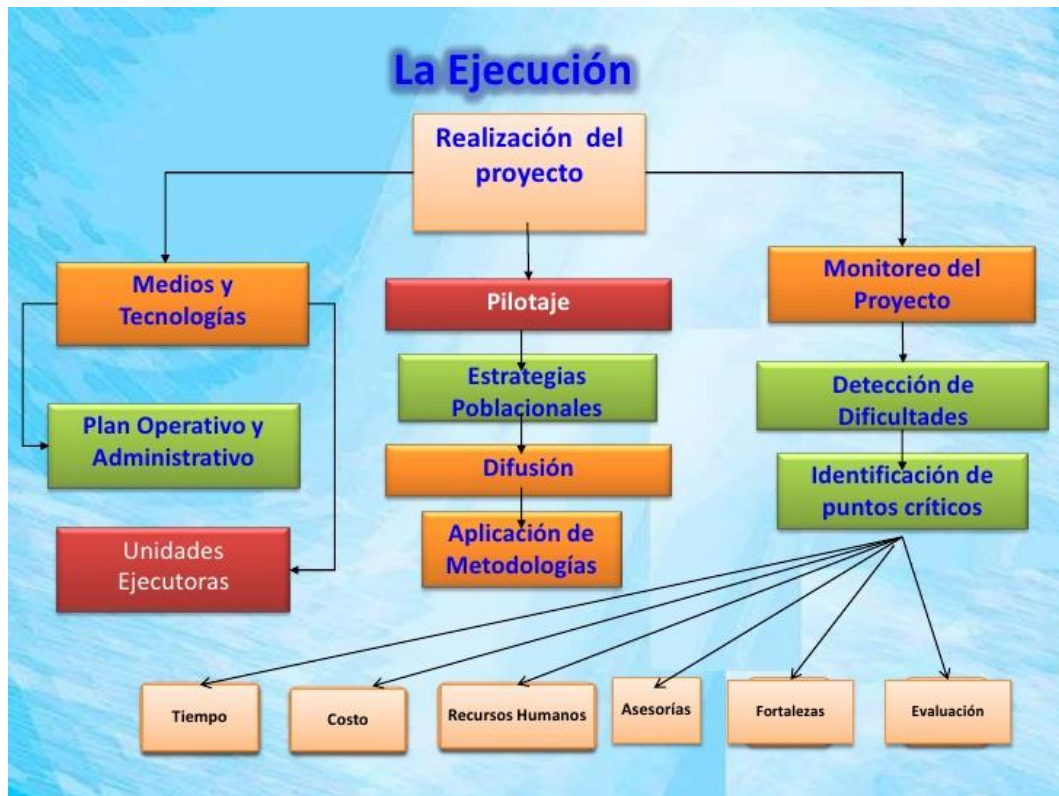 La Ejecución
Realización del
proyecto
Medios y
Tecnologías
Plan Operativo y
Administrativo
Unidades
Ejecutoras
Pilotaje
Estrategias
Poblacionales
Difusión
Aplicación de
Metodologías
Monitoreo del
Proyecto
Detección de
Dificultades
Identificación de
puntos críticos
Tiempo
Costo
Recursos Humanos
Asesorías
Fortalezas
Evaluación